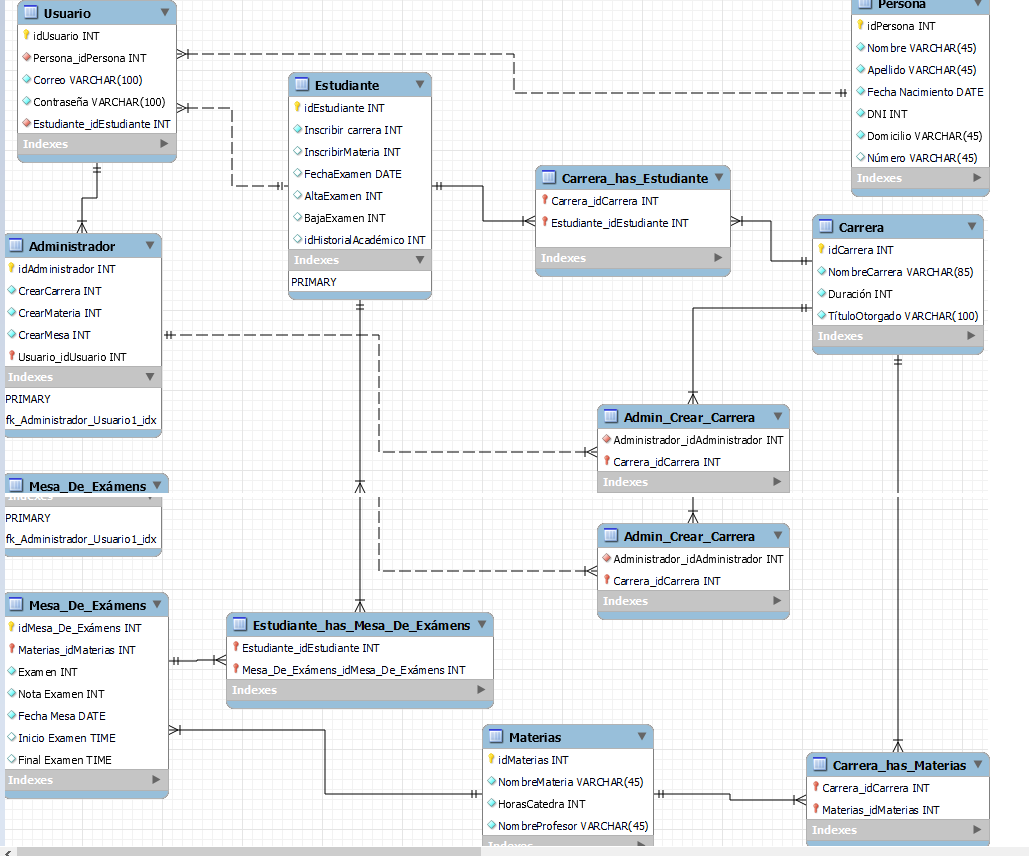 Usuario
idUsuario INT
Persona_idPersona INT
Correo VARCHAR(100)
Contraseña VARCHAR(100)
Estudiante_idEstudiante INT
Indexes
Persona
idPersona INT
Nombre VARCHAR(45)
Apellido VARCHAR(45)
Fecha Nacimiento DATE
DNI INT
Domicilio VARCHAR(45)
Número VARCHAR(45)
Indexes
Estudiante
idEstudiante INT
Inscribir carrera INT
InscribirMateria INT
FechaExamen DATE
AltaExamen INT
BajaExamen INT
idHistorialAcadémico INT
Indexes
PRIMARY
Carrera_has_Estudiante
Carrera_idCarrera INT
Estudiante_idEstudiante INT
Indexes
Carrera
idCarrera INT
NombreCarrera VARCHAR(85)
Duración INT
TítuloOtorgado VARCHAR(100)
Indexes
Administrador
idAdministrador INT
CrearCarrera INT
CrearMateria INT
CrearMesa INT
Usuario_idUsuario INT
Indexes
PRIMARY
fk_Administrador_Usuario1_idx
Admin_Crear_Carrera
Administrador_idAdministrador INT
Carrera_idCarrera INT
Indexes
Mesa_De_Exámens
Indexes
PRIMARY
fk_Administrador_Usuario1_idx
Admin_Crear_Carrera
Administrador_idAdministrador INT
Carrera_idCarrera INT
Indexes
Mesa_De_Exámens
idMesa_De_Exámens INT
Materias_idMaterias INT
Examen INT
Nota Examen INT
Fecha Mesa DATE
Inicio Examen TIME
Final Examen TIME
Indexes
Estudiante_has_Mesa_De_Exámens
Estudiante_idEstudiante INT
Mesa_De_Exámens_idMesa_De_Exámens INT
Indexes
Materias
idMaterias INT
NombreMateria VARCHAR(45)
HorasCatedra INT
NombreProfesor VARCHAR(45)
Indexes
Carrera_has_Materias
Carrera_idCarrera INT
Materias_idMaterias INT
Indexes